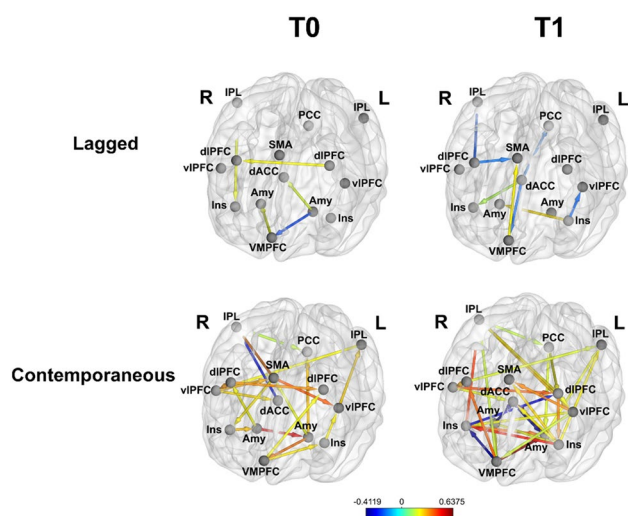 T0 T1
Lagged
R L
IPL
PCC
IPL
SMA
dlPFC
dlPFC
vlPFC
dACC
vlPFC
Amy
Amy
Ins
Ins
VMPFC
R L
IPL
PCC
IPL
SMA
dlPFC
dlPFC
vlPFC
dACC
vlPFC
Amy
Amy
Ins
Ins
VMPFC
Contemporaneous
R L
IPL
PCC
IPL
SMA
dlPFC
dlPFC
vlPFC
dACC
vlPFC
Ins
Amy
Amy
Ins
VMPFC
R L
IPL
PCC
IPL
dlPFC
SMA
vlPFC
dACC
dlPFC
Amy
vlPFC
Ins
Amy
Ins
VMPFC
-0.4119 0 0.6375